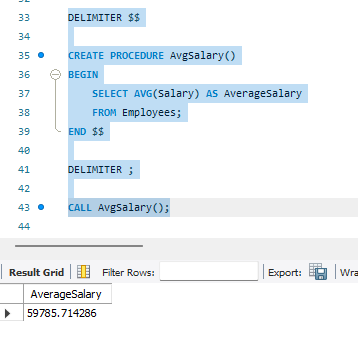 33 DELIMITER $$
34
35 CREATE PROCEDURE AvgSalary()
36 BEGIN
37 SELECT AVG(Salary) AS AverageSalary
38 FROM Employees;
39 END $$
40
41 DELIMITER ;
42
43 CALL AvgSalary();
44
Result Grid Filter Rows: Export: Wra
AverageSalary
59785.714286